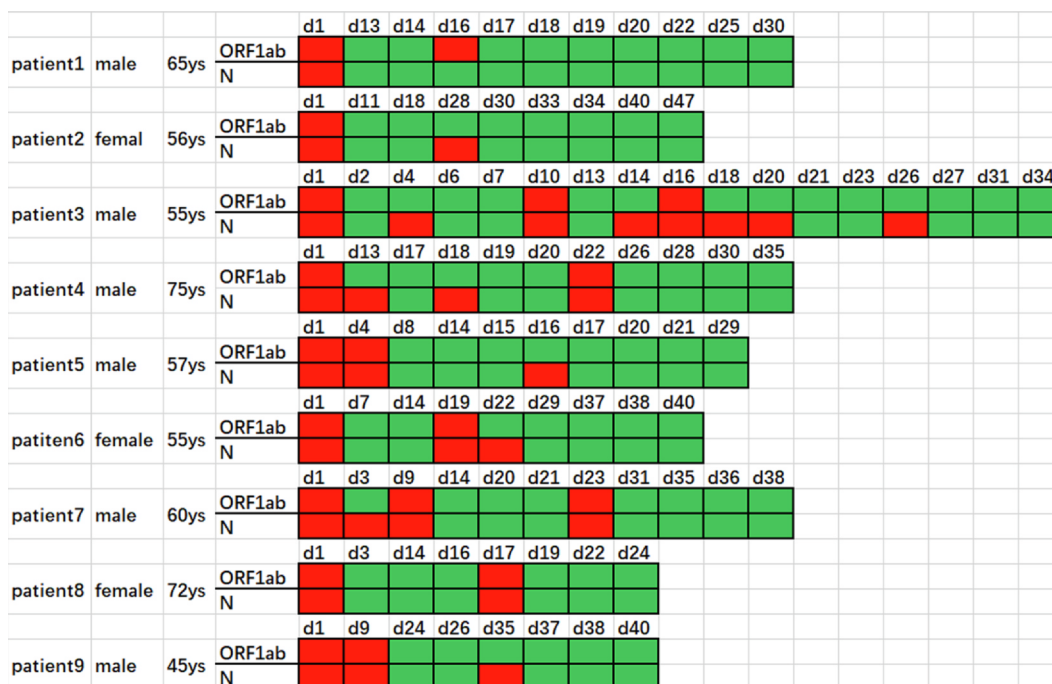 d1 d13 d14 d16 d17 d18 d19 d20 d22 d25 d30
patient1 male 65ys ORF1ab
N
d1 d11 d18 d28 d30 d33 d34 d40 d47
patient2 femal 56ys ORF1ab
N
d1 d2 d4 d6 d7 d10 d13 d14 d16 d18 d20 d21 d23 d26 d27 d31 d34
patient3 male 55ys ORF1ab
N
d1 d13 d17 d18 d19 d20 d22 d26 d28 d30 d35
patient4 male 75ys ORF1ab
N
d1 d4 d8 d14 d15 d16 d17 d20 d21 d29
patient5 male 57ys ORF1ab
N
d1 d7 d14 d19 d22 d29 d37 d38 d40
patiten6 female 55ys ORF1ab
N
d1 d3 d9 d14 d20 d21 d23 d31 d35 d36 d38
patient7 male 60ys ORF1ab
N
d1 d3 d14 d16 d17 d19 d22 d24
patient8 female 72ys ORF1ab
N
d1 d9 d24 d26 d35 d37 d38 d40
patient9 male 45ys ORF1ab
N